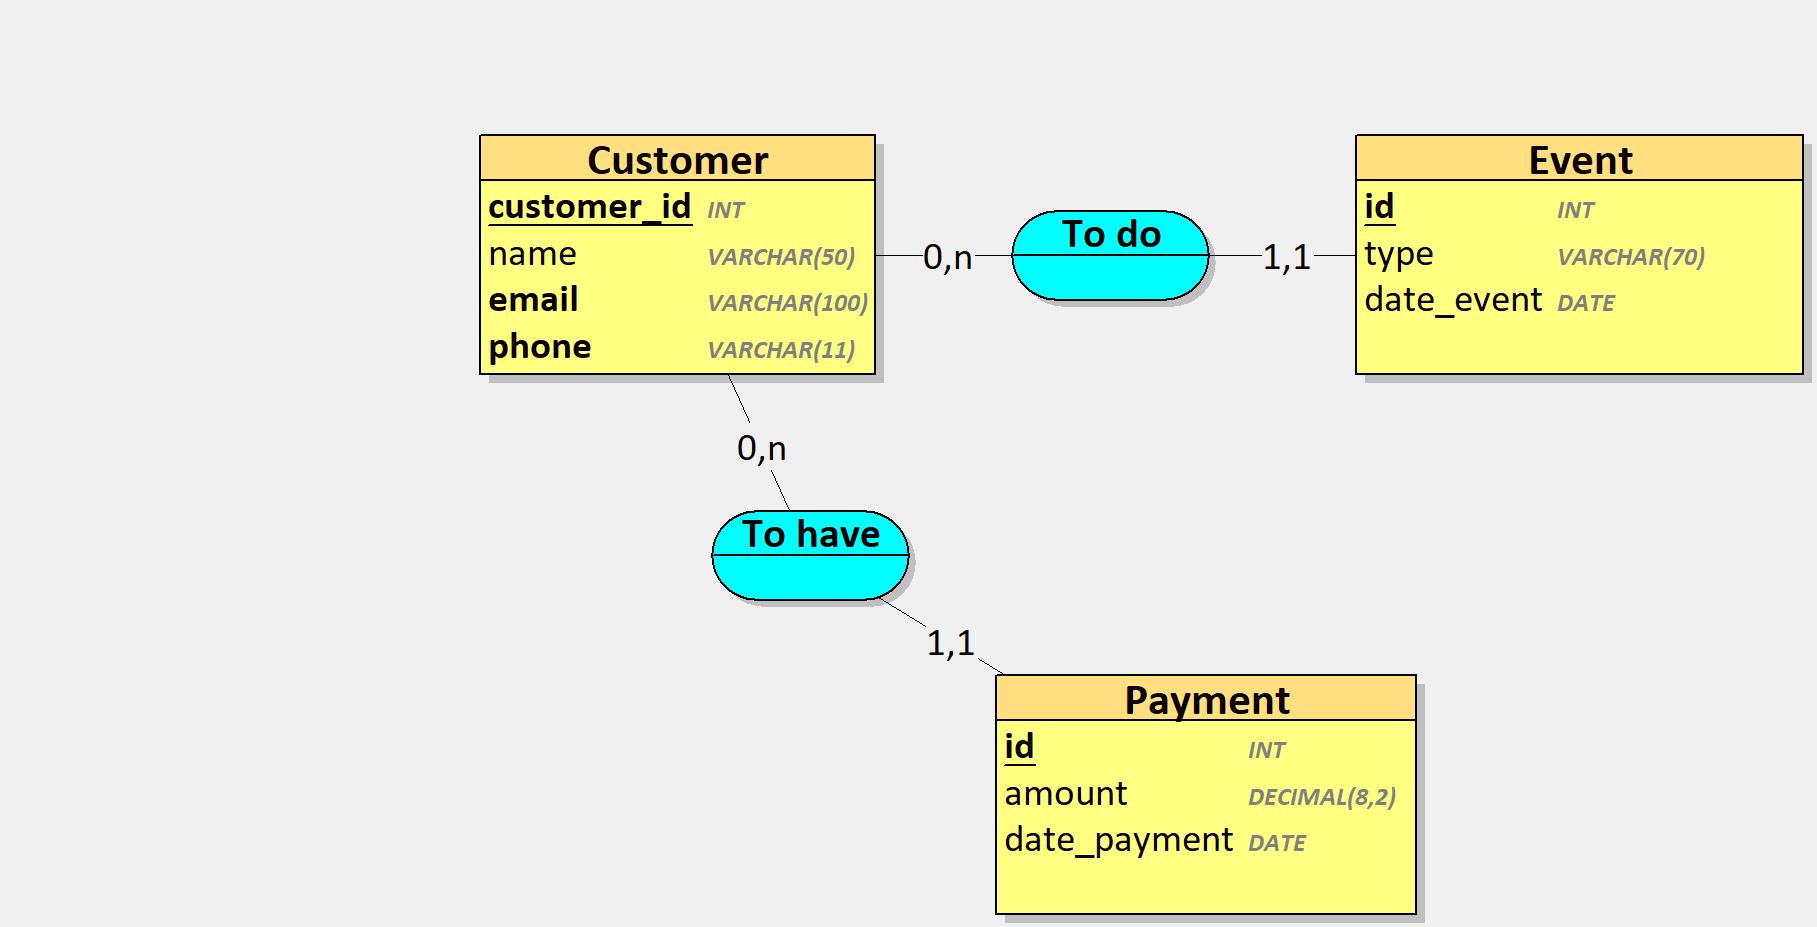 Customer
customer_id INT
name VARCHAR(50)
email VARCHAR(100)
phone VARCHAR(11)
0,n
To do
1,1
Event
id INT
type VARCHAR(70)
date_event DATE
0,n
To have
1,1
Payment
id INT
amount DECIMAL(8,2)
date_payment DATE